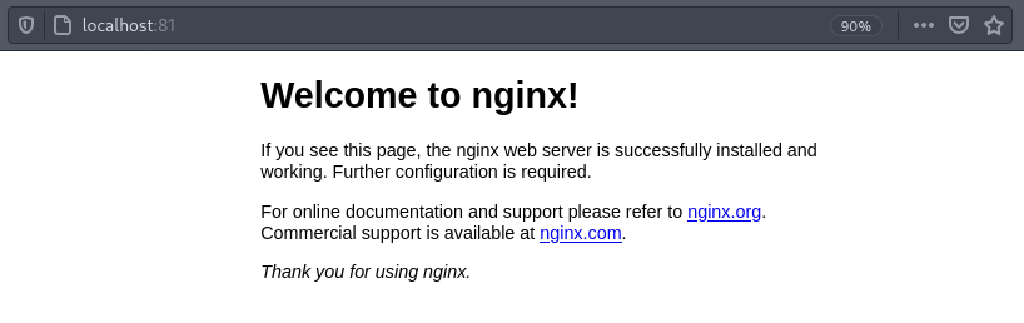 localhost:81
90%
Welcome to nginx!
If you see this page, the nginx web server is successfully installed and
working. Further configuration is required.
For online documentation and support please refer to nginx.org.
Commercial support is available at nginx.com.
Thank you for using nginx.